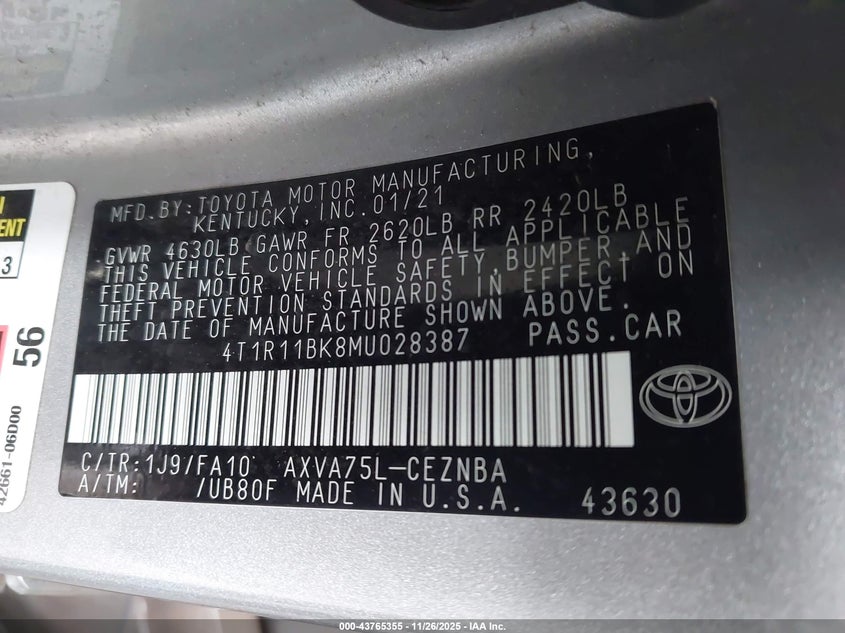 MFD.BY:TOYOTA MOTOR MANUFACTURING,
KENTUCKY, INC.01/21
GVWR 4630LB GAWR FR 2620LB RR 2420LB
THIS VEHICLE CONFORMS TO ALL APPLICABLE
FEDERAL MOTOR VEHICLE SAFETY,BUMPER,AND
THEFT PREVENTION STANDARDS IN EFFECT ON
THE DATE OF MANUFACTURE SHOWN ABOVE.
4T1R11BK8MU028387 PASS.CAR
C/TR:1J9/FA10 AXVA75L-CEZNBA
A/TM: /UB80F MADE IN U.S.A. 43630
56
42661-06D00
3
000-43765355 - 11/26/2025 - IAA Inc.